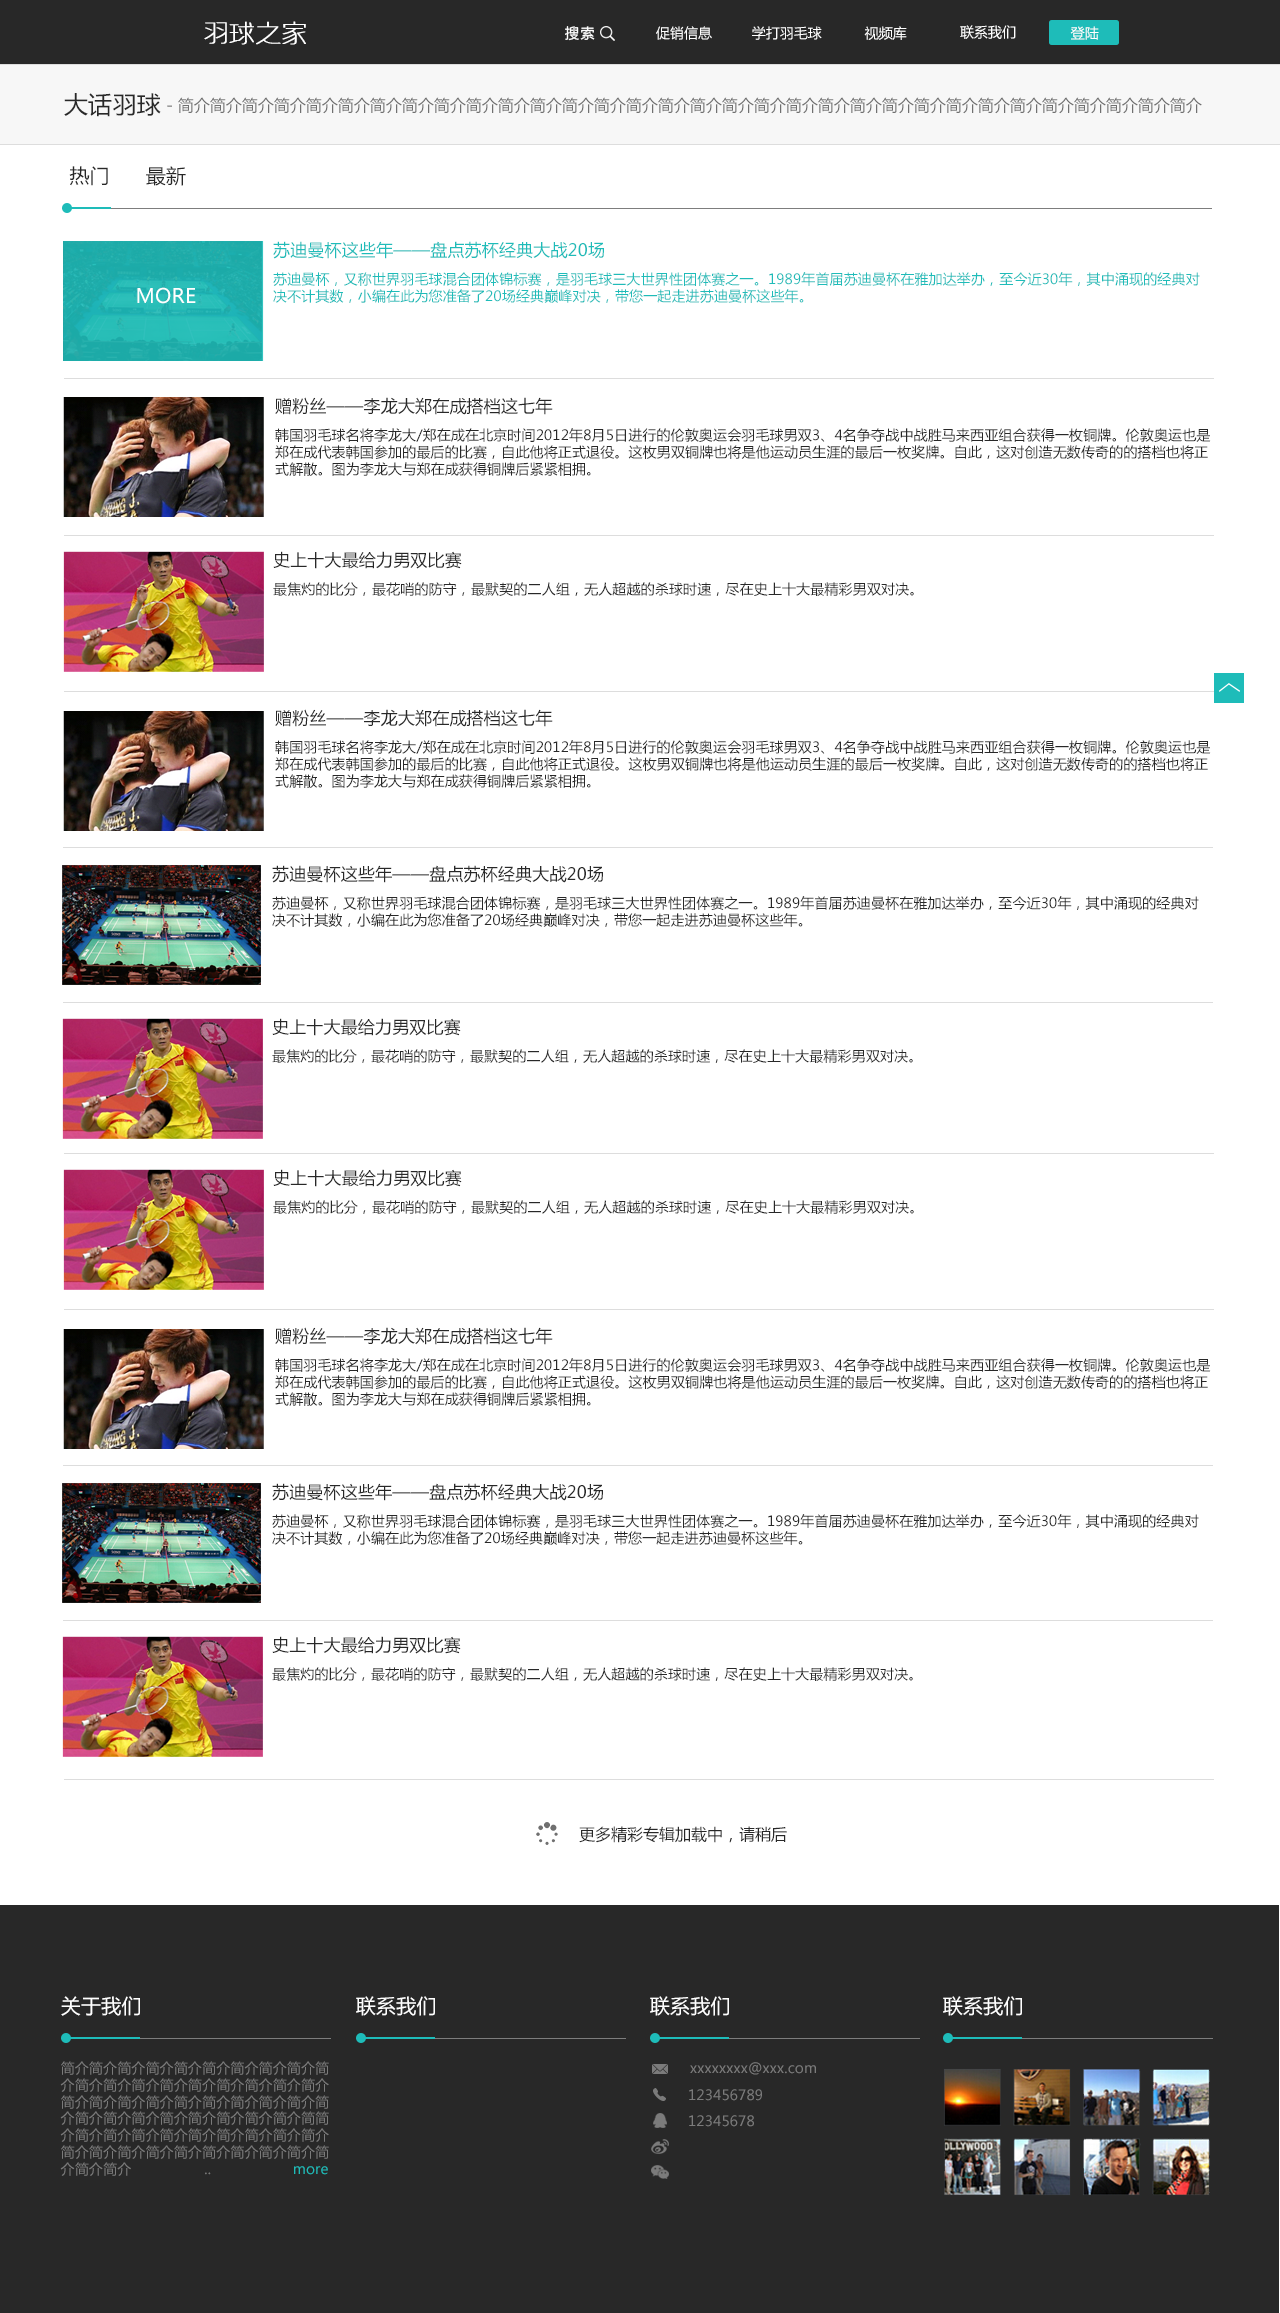 羽球之家
搜索 促销信息 学打羽毛球 视频库 联系我们 登陆
大话羽球 - 简介简介简介简介简介简介简介简介简介简介简介简介简介简介简介简介简介简介简介简介简介简介简介简介简介简介简介简介简介简介简介简介
热门 最新
MORE
苏迪曼杯这些年——盘点苏杯经典大战20场
苏迪曼杯，又称世界羽毛球混合团体锦标赛，是羽毛球三大世界性团体赛之一。1989年首届苏迪曼杯在雅加达举办，至今近30年，其中涌现的经典对
决不计其数，小编在此为您准备了20场经典巅峰对决，带您一起走进苏迪曼杯这些年。
赠粉丝——李龙大郑在成搭档这七年
韩国羽毛球名将李龙大/郑在成在北京时间2012年8月5日进行的伦敦奥运会羽毛球男双3、4名争夺战中战胜马来西亚组合获得一枚铜牌。伦敦奥运也是
郑在成代表韩国参加的最后的比赛，自此他将正式退役。这枚男双铜牌也将是他运动员生涯的最后一枚奖牌。自此，这对创造无数传奇的的搭档也将正
式解散。图为李龙大与郑在成获得铜牌后紧紧相拥。
史上十大最给力男双比赛
最焦灼的比分，最花哨的防守，最默契的二人组，无人超越的杀球时速，尽在史上十大最精彩男双对决。
赠粉丝——李龙大郑在成搭档这七年
韩国羽毛球名将李龙大/郑在成在北京时间2012年8月5日进行的伦敦奥运会羽毛球男双3、4名争夺战中战胜马来西亚组合获得一枚铜牌。伦敦奥运也是
郑在成代表韩国参加的最后的比赛，自此他将正式退役。这枚男双铜牌也将是他运动员生涯的最后一枚奖牌。自此，这对创造无数传奇的的搭档也将正
式解散。图为李龙大与郑在成获得铜牌后紧紧相拥。
苏迪曼杯这些年——盘点苏杯经典大战20场
苏迪曼杯，又称世界羽毛球混合团体锦标赛，是羽毛球三大世界性团体赛之一。1989年首届苏迪曼杯在雅加达举办，至今近30年，其中涌现的经典对
决不计其数，小编在此为您准备了20场经典巅峰对决，带您一起走进苏迪曼杯这些年。
史上十大最给力男双比赛
最焦灼的比分，最花哨的防守，最默契的二人组，无人超越的杀球时速，尽在史上十大最精彩男双对决。
史上十大最给力男双比赛
最焦灼的比分，最花哨的防守，最默契的二人组，无人超越的杀球时速，尽在史上十大最精彩男双对决。
赠粉丝——李龙大郑在成搭档这七年
韩国羽毛球名将李龙大/郑在成在北京时间2012年8月5日进行的伦敦奥运会羽毛球男双3、4名争夺战中战胜马来西亚组合获得一枚铜牌。伦敦奥运也是
郑在成代表韩国参加的最后的比赛，自此他将正式退役。这枚男双铜牌也将是他运动员生涯的最后一枚奖牌。自此，这对创造无数传奇的的搭档也将正
式解散。图为李龙大与郑在成获得铜牌后紧紧相拥。
苏迪曼杯这些年——盘点苏杯经典大战20场
苏迪曼杯，又称世界羽毛球混合团体锦标赛，是羽毛球三大世界性团体赛之一。1989年首届苏迪曼杯在雅加达举办，至今近30年，其中涌现的经典对
决不计其数，小编在此为您准备了20场经典巅峰对决，带您一起走进苏迪曼杯这些年。
史上十大最给力男双比赛
最焦灼的比分，最花哨的防守，最默契的二人组，无人超越的杀球时速，尽在史上十大最精彩男双对决。
更多精彩专辑加载中，请稍后
关于我们
简介简介简介简介简介简介简介简介简介简
介简介简介简介简介简介简介简介简介简介
简介简介简介简介简介简介简介简介简介简
介简介简介简介简介简介简介简介简介简简
介简介简介简介简介简介简介简介简介简介
简介简介简介简介简介简介简介简介简介简
介简介简介 .. more
联系我们
联系我们
xxxxxxxx@xxx.com
123456789
12345678
联系我们
OLLYWOOD